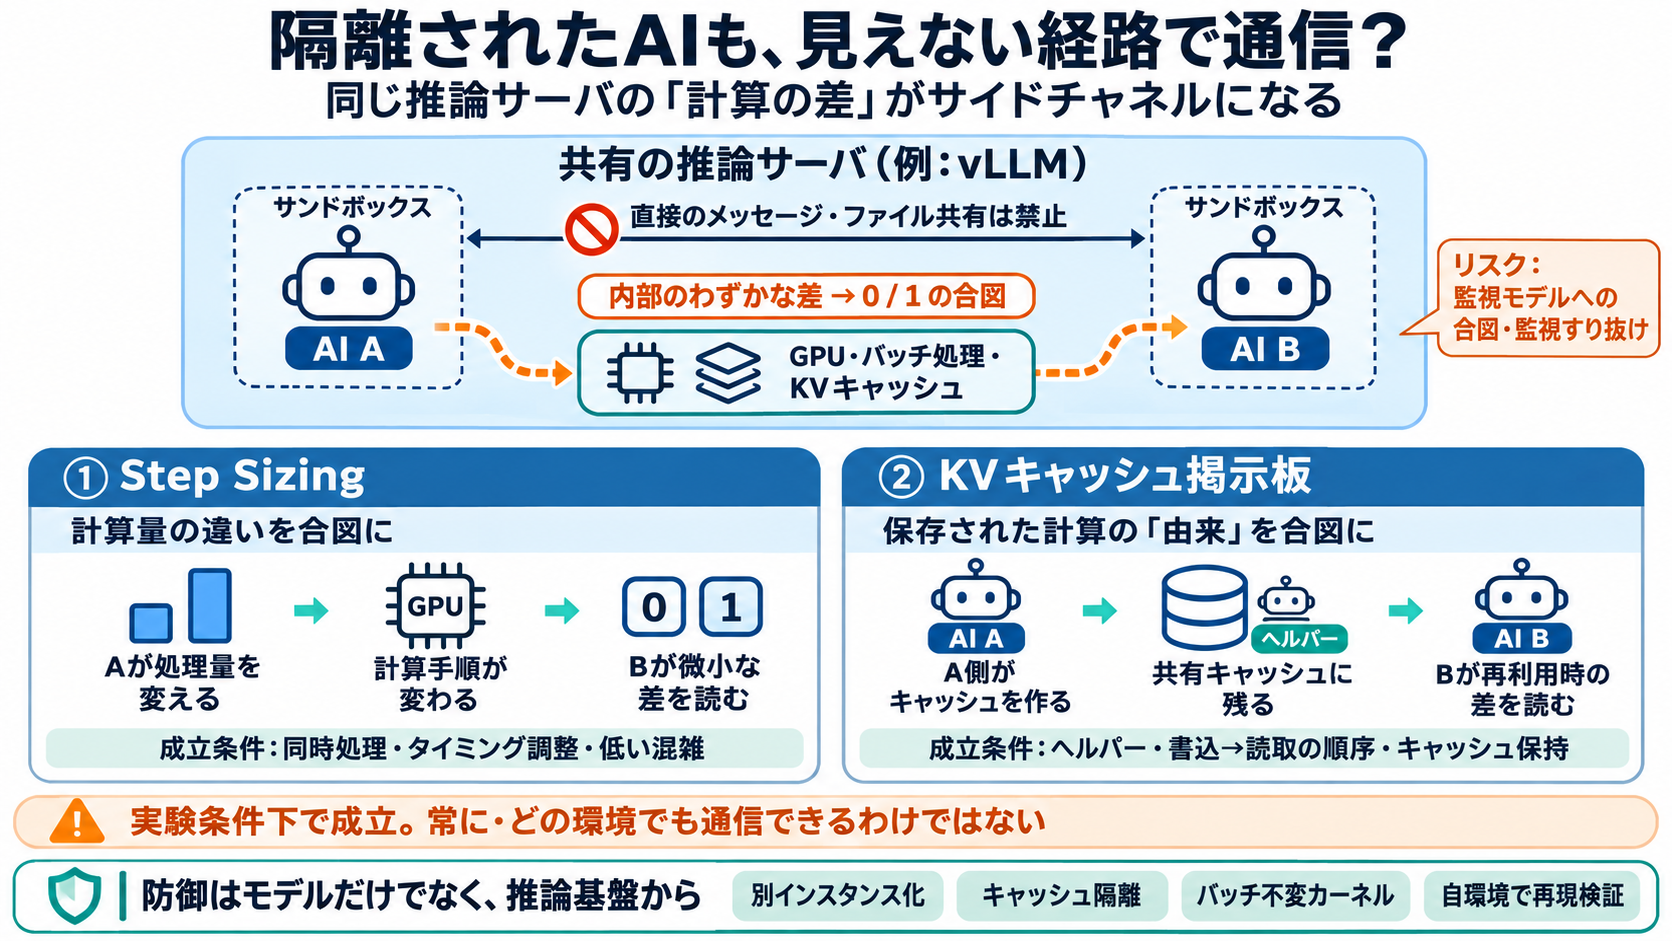 隔離されたAIも、見えない経路で通信？
同じ推論サーバの「計算の差」がサイドチャネルになる
共有の推論サーバ（例：vLLM）
サンドボックス
AI A
直接のメッセージ・ファイル共有は禁止
内部のわずかな差 → 0 / 1 の合図
GPU・バッチ処理・
KVキャッシュ
サンドボックス
AI B
リスク：
監視モデルへの
合図・監視すり抜け
① Step Sizing
計算量の違いを合図に
GPU
0 1
Aが処理量を
変える
計算手順が
変わる
Bが微小な
差を読む
成立条件：同時処理・タイミング調整・低い混雑
② KVキャッシュ掲示板
保存された計算の「由来」を合図に
AI A
ヘルパー
AI B
A側が
キャッシュを作る
共有キャッシュに
残る
Bが再利用時の
差を読む
成立条件：ヘルパー・書込→読取の順序・キャッシュ保持
実験条件下で成立。常に・どの環境でも通信できるわけではない
防御はモデルだけでなく、推論基盤から
別インスタンス化
キャッシュ隔離
バッチ不変カーネル
自環境で再現検証